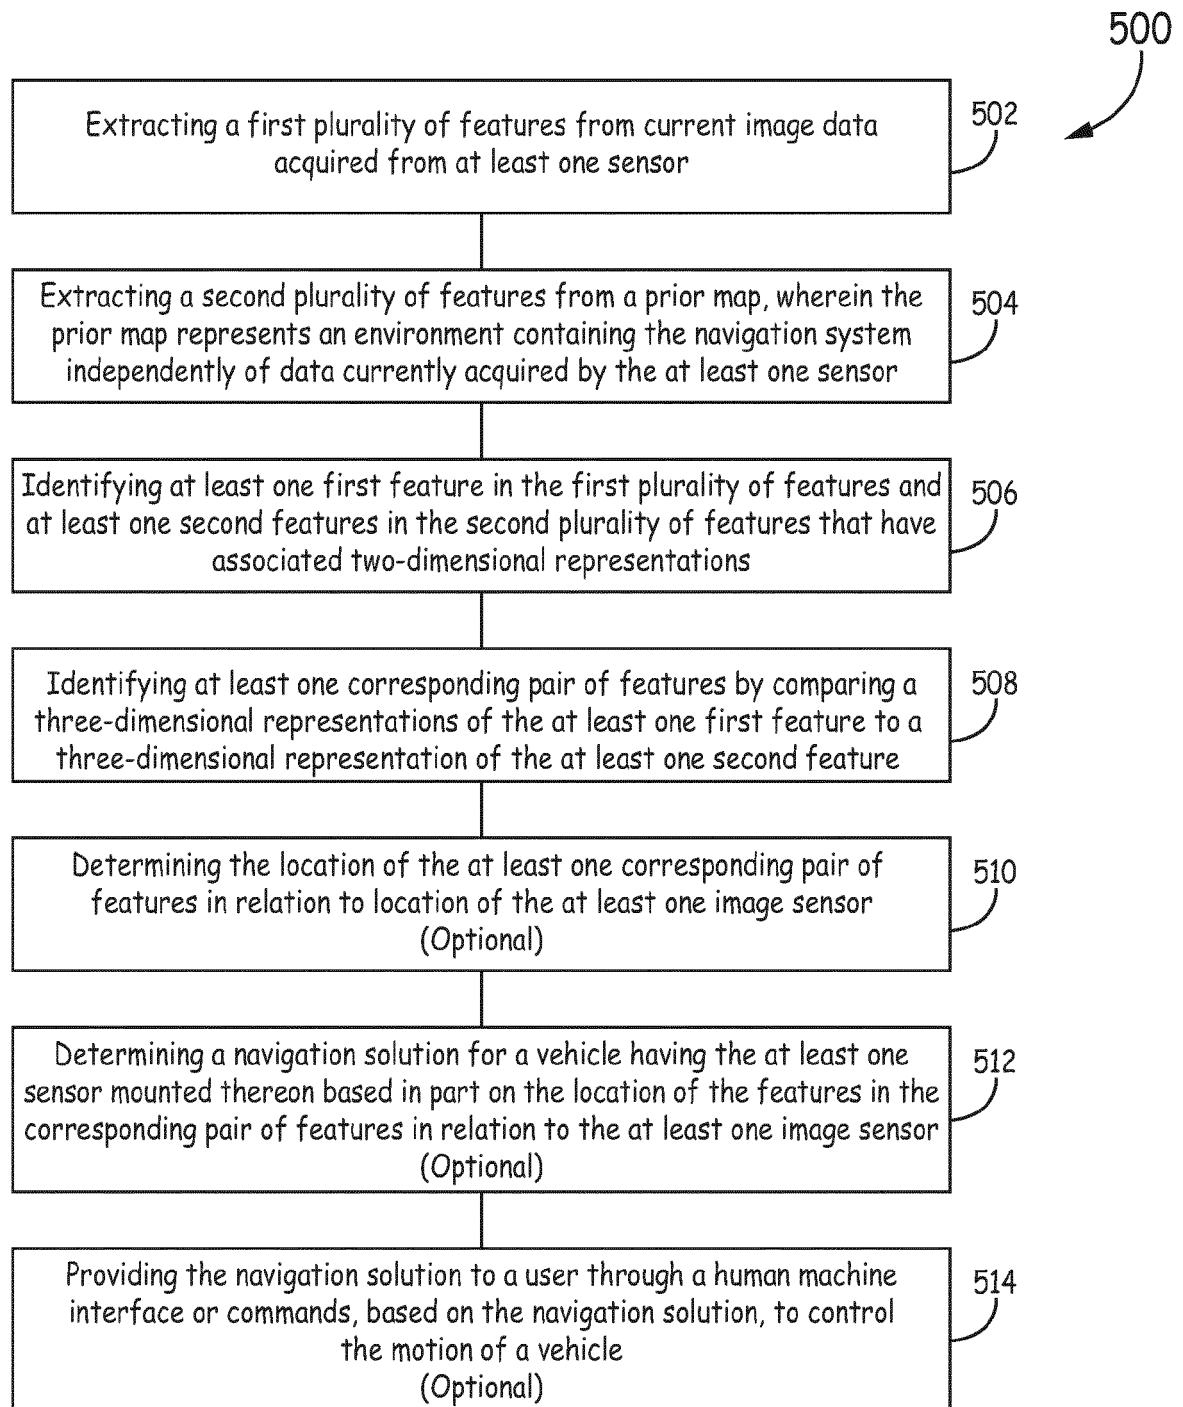 500
Extracting a first plurality of features from current image data
acquired from at least one sensor
502
Extracting a second plurality of features from a prior map, wherein the
prior map represents an environment containing the navigation system
independently of data currently acquired by the at least one sensor
504
Identifying at least one first feature in the first plurality of features and
at least one second features in the second plurality of features that have
associated two-dimensional representations
506
Identifying at least one corresponding pair of features by comparing a
three-dimensional representations of the at least one first feature to a
three-dimensional representation of the at least one second feature
508
Determining the location of the at least one corresponding pair of
features in relation to location of the at least one image sensor
(Optional)
510
Determining a navigation solution for a vehicle having the at least one
sensor mounted thereon based in part on the location of the features in the
corresponding pair of features in relation to the at least one image sensor
(Optional)
512
Providing the navigation solution to a user through a human machine
interface or commands, based on the navigation solution, to control
the motion of a vehicle
(Optional)
514